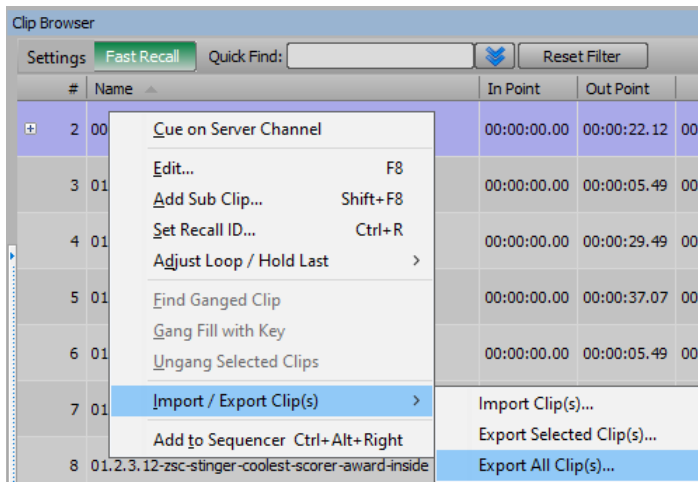 Clip Browser
Settings Fast Recall Quick Find: Reset Filter
# Name In Point Out Point
2 00 00:00:00.00 00:00:22.12 00
Cue on Server Channel
Edit... F8
3 01 00:00:00.00 00:00:05.49 00
Add Sub Clip... Shift+F8
Set Recall ID... Ctrl+R
4 01 00:00:00.00 00:00:29.49 00
Adjust Loop / Hold Last >
5 01 00:00:00.00 00:00:37.07 00
Find Ganged Clip
Gang Fill with Key
6 01 00:00:00.00 00:00:05.49 00
Ungang Selected Clips
7 01
Import / Export Clip(s) >
Import Clip(s)...
Add to Sequencer Ctrl+Alt+Right
Export Selected Clip(s)...
8 01.2.3.12-zsc-stinger-coolest-scorer-award-inside
Export All Clip(s)...